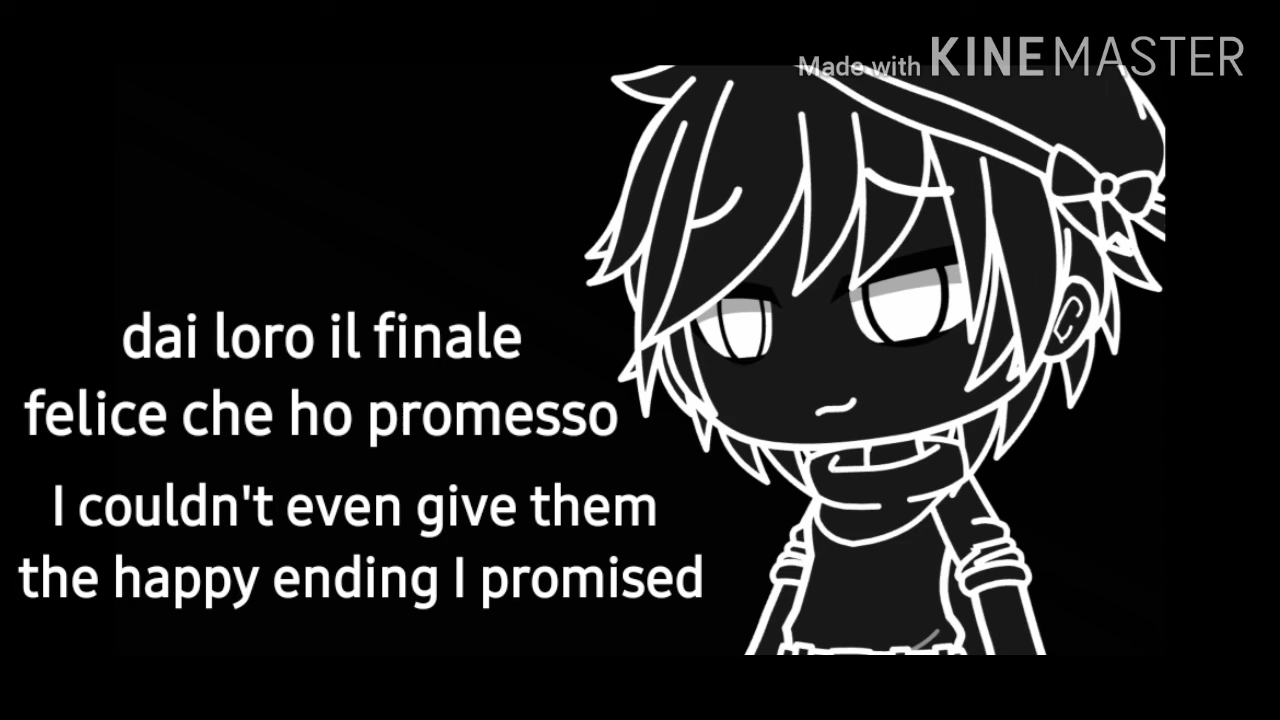 Made with KINEMASTER
dai loro il finale
felice che ho promesso
I couldn't even give them
the happy ending I promised